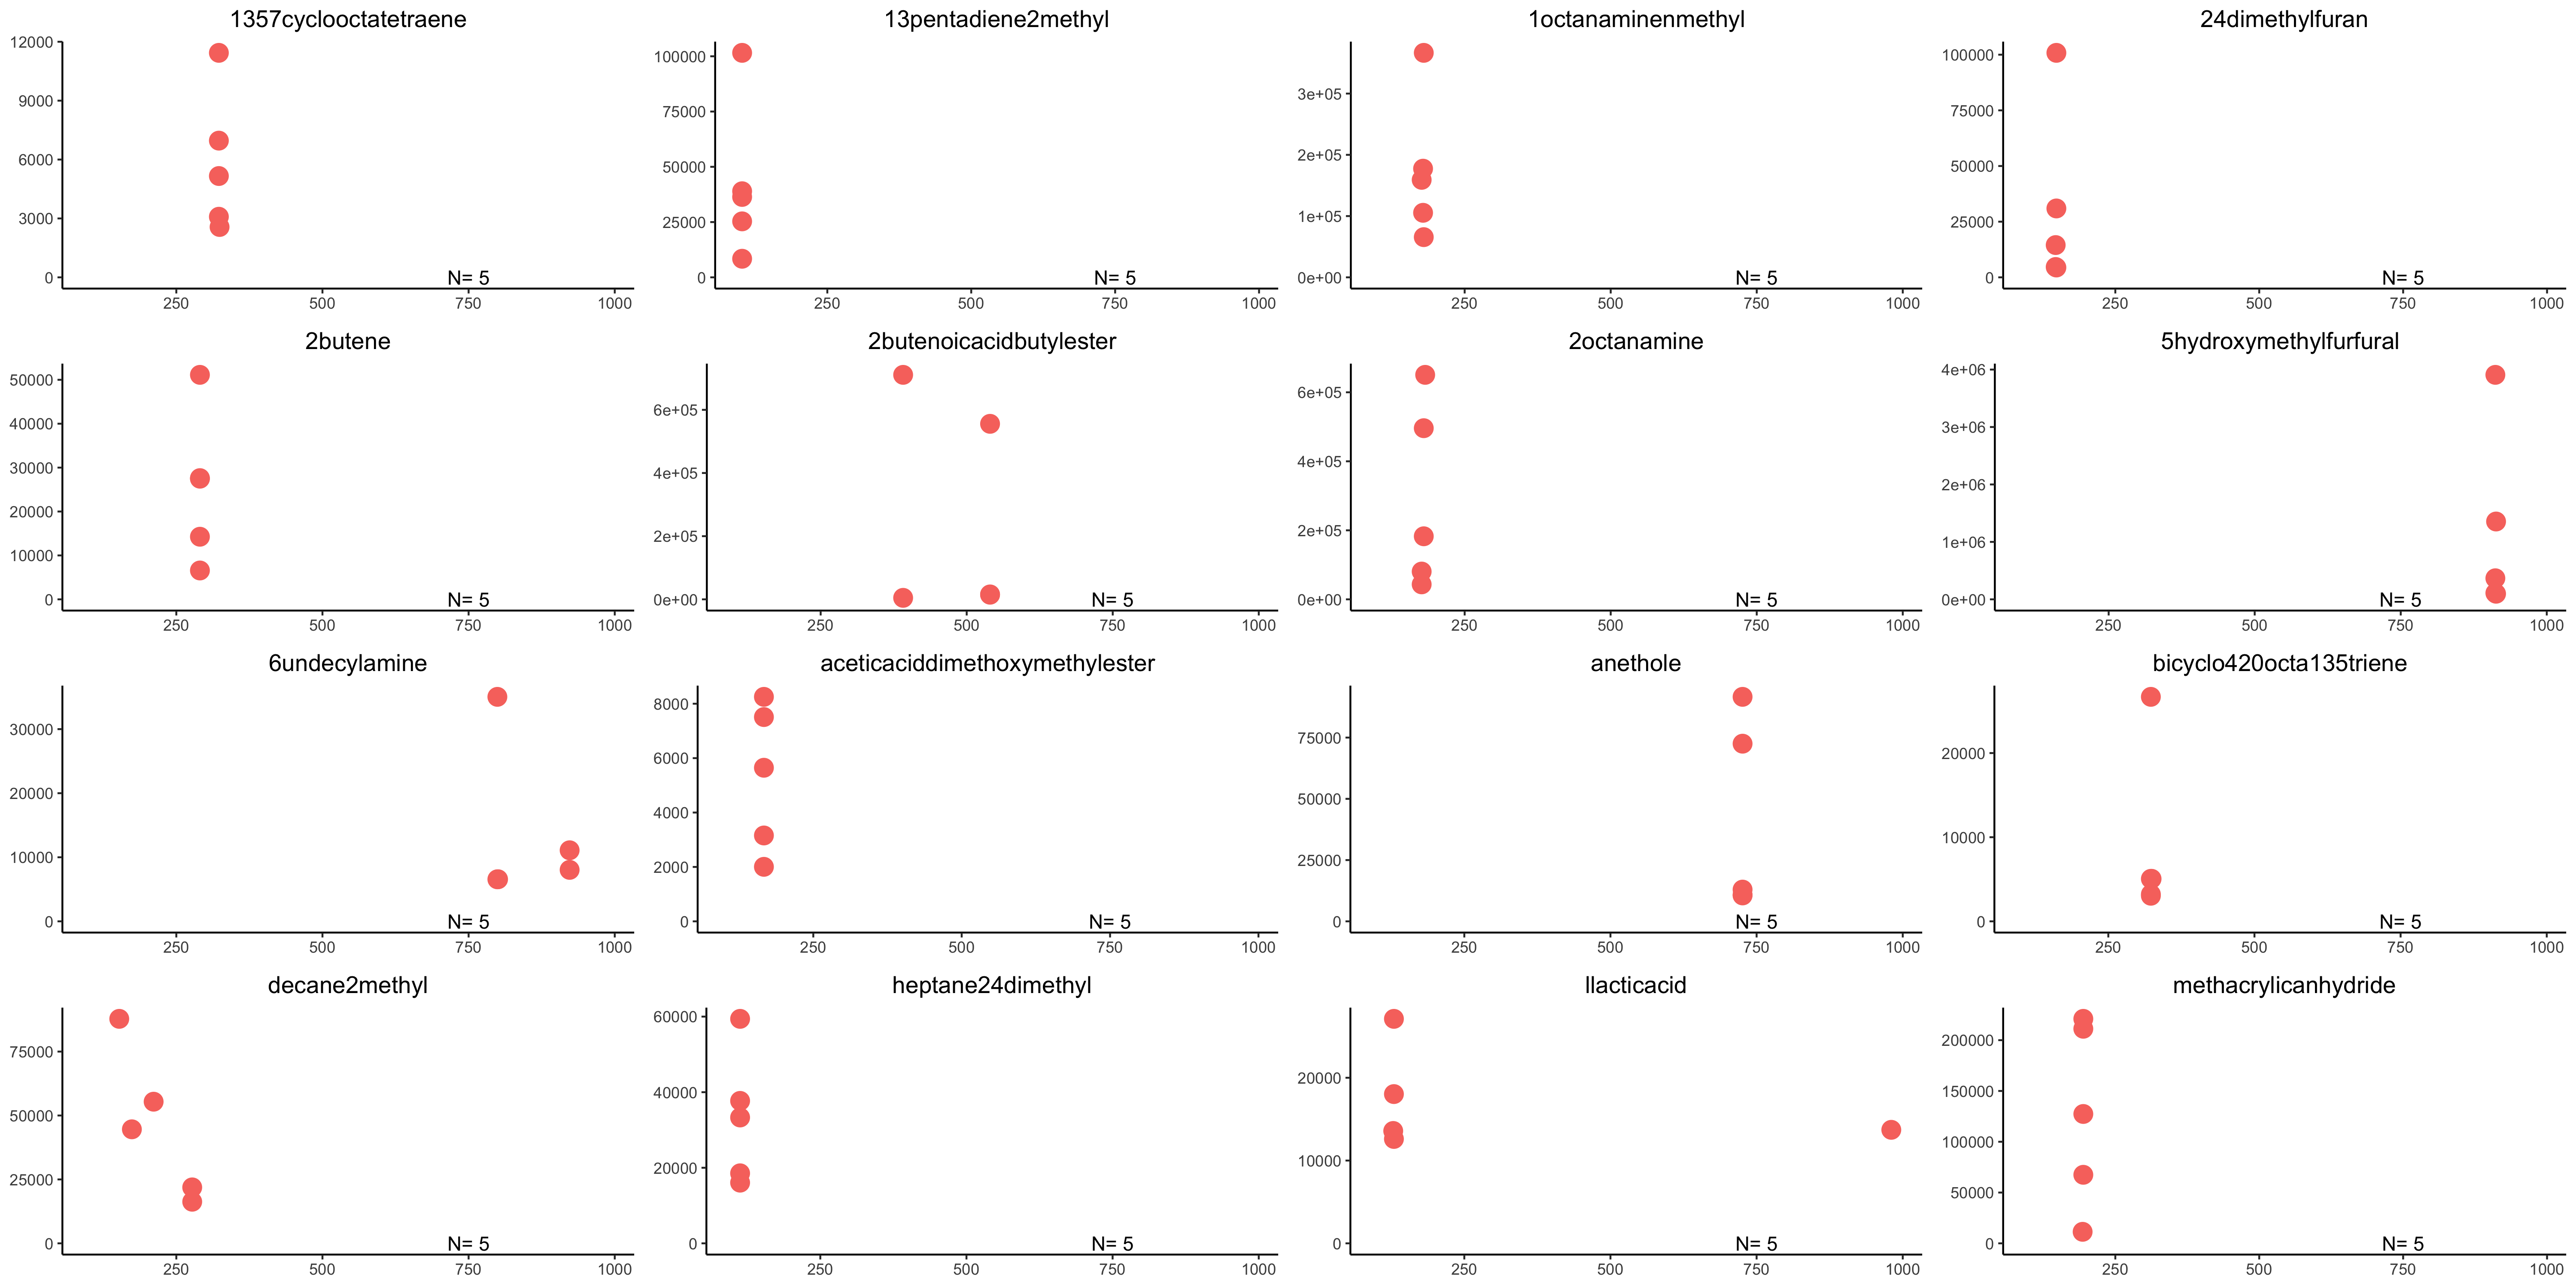 1357cyclooctatetraene
12000
9000
6000
3000
0
N= 5
250 500 750 1000
13pentadiene2methyl
100000
75000
50000
25000
0
N= 5
250 500 750 1000
1octanaminenmethyl
3e+05
2e+05
1e+05
0e+00
N= 5
250 500 750 1000
24dimethylfuran
100000
75000
50000
25000
0
N= 5
250 500 750 1000
2butene
50000
40000
30000
20000
10000
0
N= 5
250 500 750 1000
2butenoicacidbutylester
6e+05
4e+05
2e+05
0e+00
N= 5
250 500 750 1000
2octanamine
6e+05
4e+05
2e+05
0e+00
N= 5
250 500 750 1000
5hydroxymethylfurfural
4e+06
3e+06
2e+06
1e+06
0e+00
N= 5
250 500 750 1000
6undecylamine
30000
20000
10000
0
N= 5
250 500 750 1000
aceticaciddimethoxymethylester
8000
6000
4000
2000
0
N= 5
250 500 750 1000
anethole
75000
50000
25000
0
N= 5
250 500 750 1000
bicyclo420octa135triene
20000
10000
0
N= 5
250 500 750 1000
decane2methyl
75000
50000
25000
0
N= 5
250 500 750 1000
heptane24dimethyl
60000
40000
20000
0
N= 5
250 500 750 1000
llacticacid
20000
10000
0
N= 5
250 500 750 1000
methacrylicanhydride
200000
150000
100000
50000
0
N= 5
250 500 750 1000